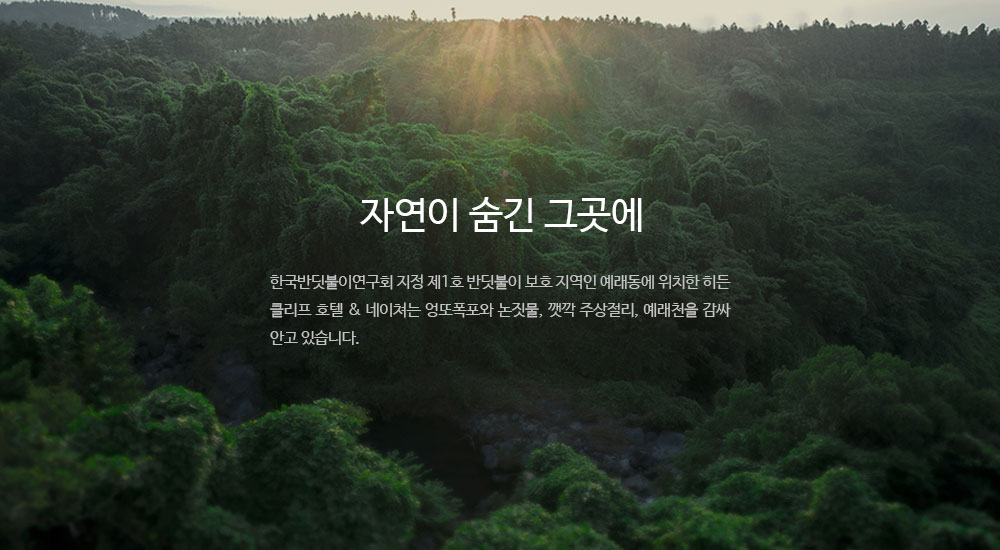 자연이 숨긴 그곳에
한국반딧불이연구회 지정 제1호 반딧불이 보호 지역인 예래동에 위치한 히든
클리프 호텔 & 네이쳐는 엉또폭포와 논짓물, 깻깍 주상절리, 예래천을 감싸
안고 있습니다.